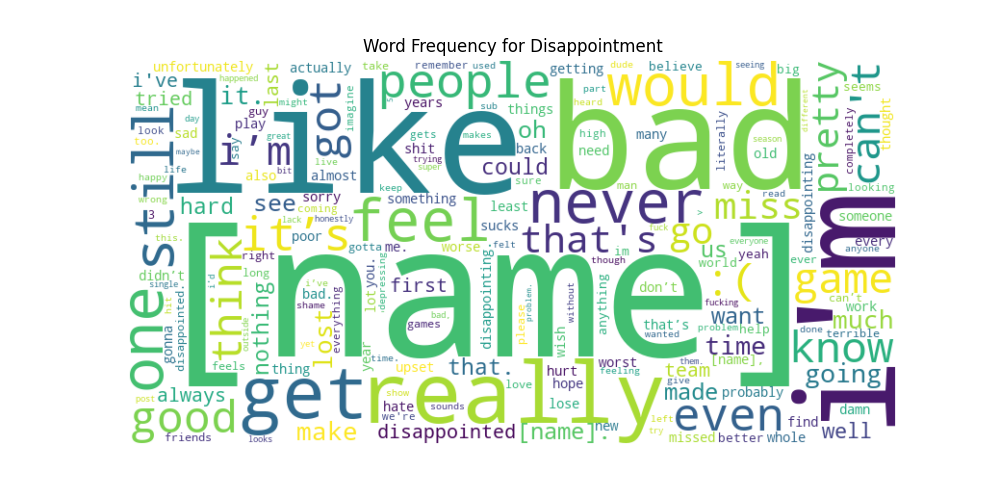 Word Frequency for Disappointment
unfortunately
actually
take
remember
used
dude
getting
believe
seeing
big
i've
last
happened
people
part
would
seems
tried
it.
got
might
imagine
years
sub
things
heard
different
pretty
can't
thought
mean
guy
play
gets
makes
oh
high
many
literally
season
completely
look
day
sad
say
great
shit
back
need
old
too.
i'm
bit
trying
could
like
bad
still
life
maybe
also
live
almost
super
sure
man
way
read
looking
happy
wrong
hard
see
sorry
keep
something
least
never
miss
disappointing
someone
3
coming
feel
sucks
>
every
this.
it's
lack
honestly
poor
gotta
me.
worse
felt
that's
im
go
fuck
us
everyone
yeah
ever
anyone
I'm
right
though
world
didn't
think
i'd
long
i've
you.
depressing
first
disappointing.
[name]
don't
:(
game
single
nothing
bad.
lot
please
problem.
without
anything
fucking
can't
one
hit
disappointed.
shame
everything
games
bad,
that's
want
work
gonna
outside
lost
wish
wanted
problem
help
done
terrible
much
yet
year
time.
time
know
feels
thing
upset
that.
hurt
worst
feeling
team
[name].
them.
going
always
get
really
love
hope
give
made
probably
post
show
good
hate
sounds
lose
even
left
find
damn
we're
new
try
well
friends
looks
make
disappointed
[name].
missed
better
whole